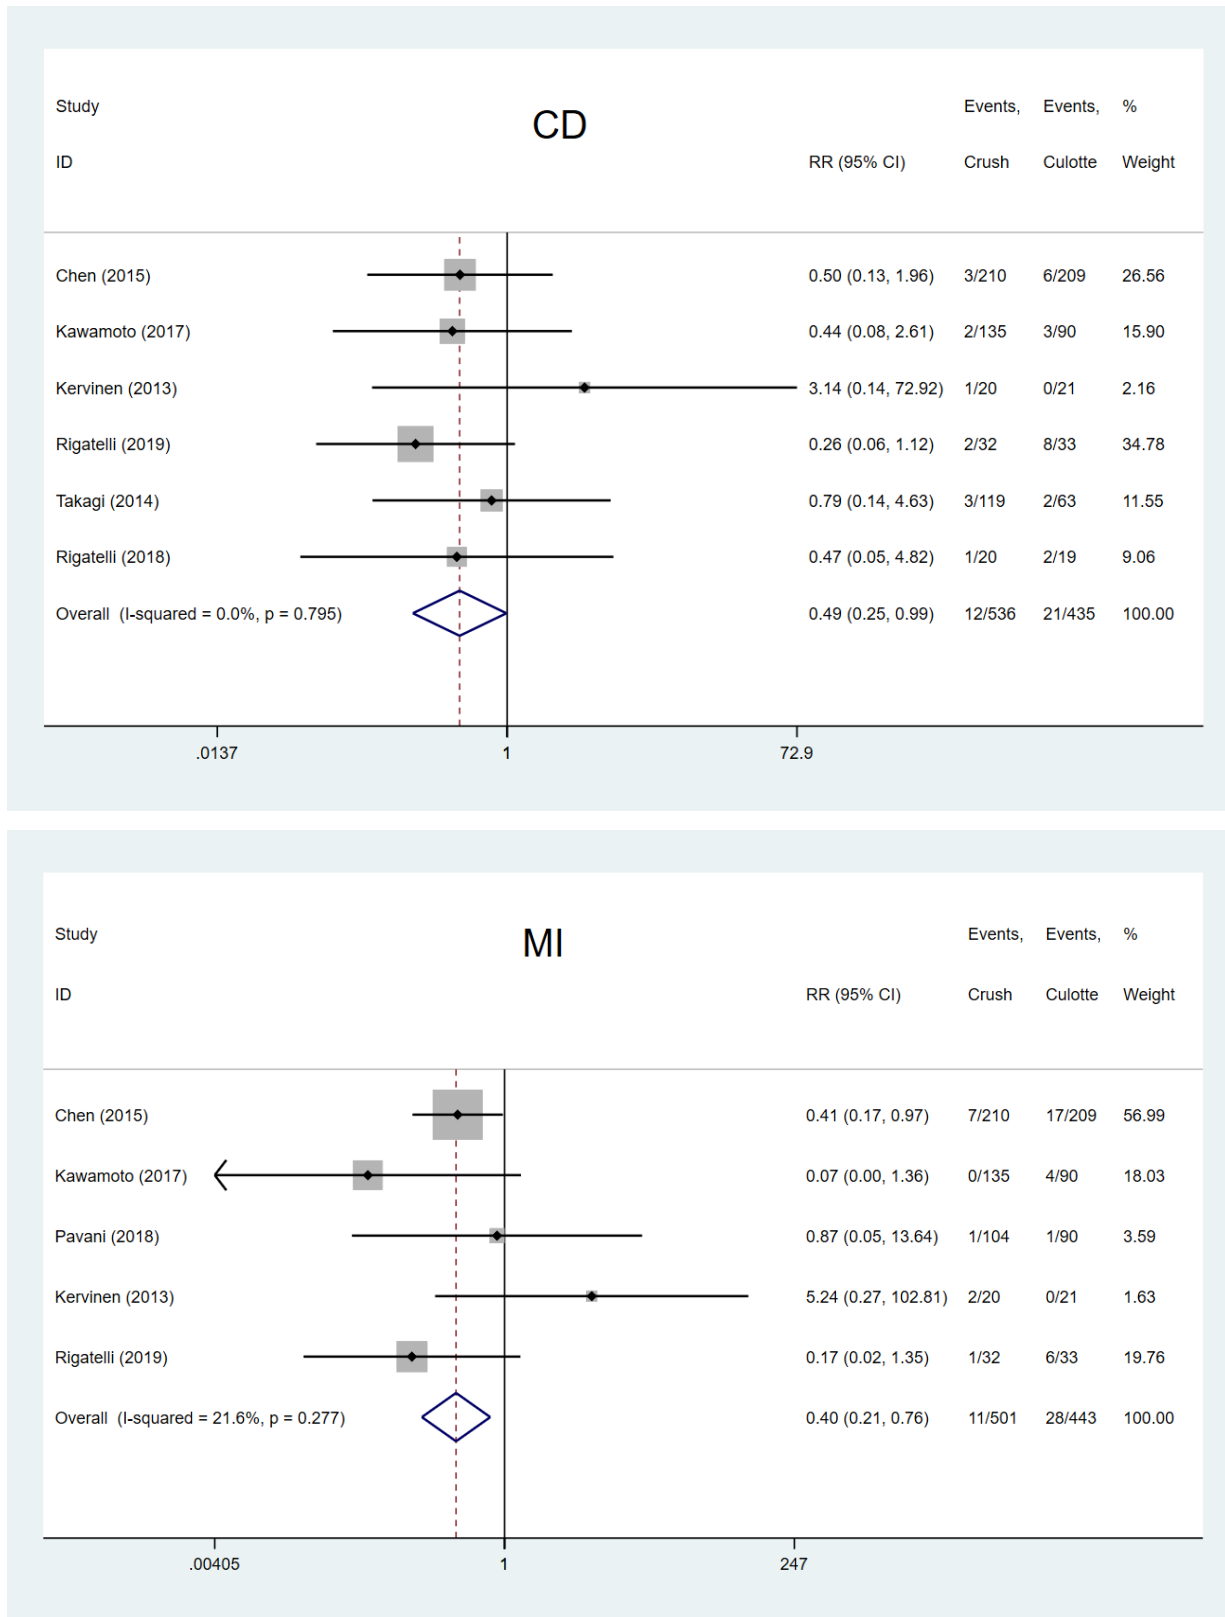 Study Events, Events, %
CD
ID RR (95% CI) Crush Culotte Weight
Chen (2015) 0.50 (0.13, 1.96) 3/210 6/209 26.56
Kawamoto (2017) 0.44 (0.08, 2.61) 2/135 3/90 15.90
Kervinen (2013) 3.14 (0.14, 72.92) 1/20 0/21 2.16
Rigatelli (2019) 0.26 (0.06, 1.12) 2/32 8/33 34.78
Takagi (2014) 0.79 (0.14, 4.63) 3/119 2/63 11.55
Rigatelli (2018) 0.47 (0.05, 4.82) 1/20 2/19 9.06
Overall (I-squared = 0.0%, p = 0.795) 0.49 (0.25, 0.99) 12/536 21/435 100.00
.0137 1 72.9
Study Events, Events, %
MI
ID RR (95% CI) Crush Culotte Weight
Chen (2015) 0.41 (0.17, 0.97) 7/210 17/209 56.99
Kawamoto (2017) 0.07 (0.00, 1.36) 0/135 4/90 18.03
Pavani (2018) 0.87 (0.05, 13.64) 1/104 1/90 3.59
Kervinen (2013) 5.24 (0.27, 102.81) 2/20 0/21 1.63
Rigatelli (2019) 0.17 (0.02, 1.35) 1/32 6/33 19.76
Overall (I-squared = 21.6%, p = 0.277) 0.40 (0.21, 0.76) 11/501 28/443 100.00
.00405 1 247